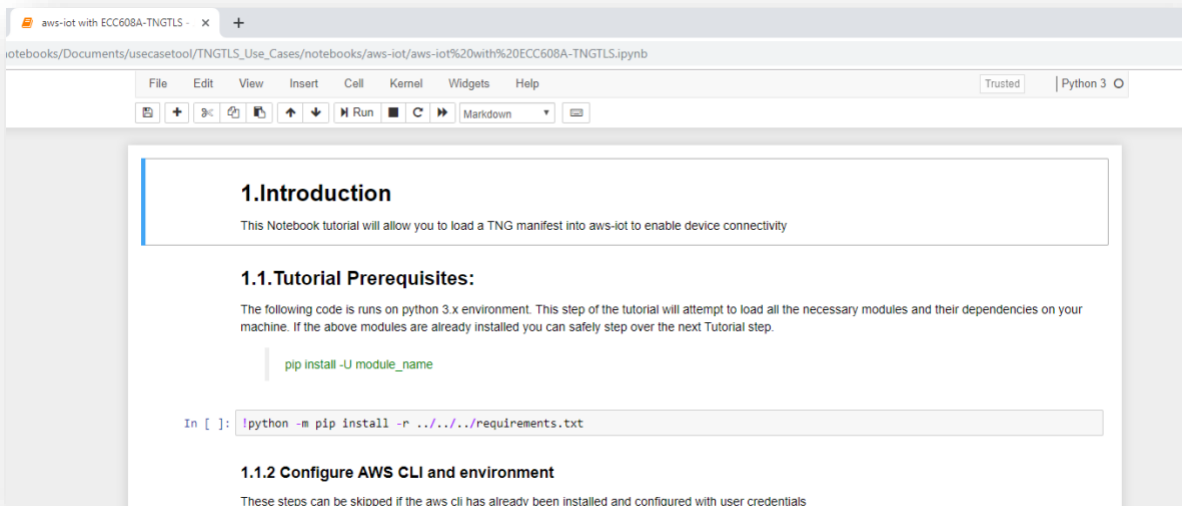 aws-iot with ECC608A-TNGTLS - × +
notebooks/Documents/usecasetool/TNGTLS_Use_Cases/notebooks/aws-iot/aws-iot%20with%20ECC608A-TNGTLS.ipynb
File Edit View Insert Cell Kernel Widgets Help Trusted Python 3
Run Markdown
1.Introduction
This Notebook tutorial will allow you to load a TNG manifest into aws-iot to enable device connectivity
1.1.Tutorial Prerequisites:
The following code is runs on python 3.x environment. This step of the tutorial will attempt to load all the necessary modules and their dependencies on your
machine. If the above modules are already installed you can safely step over the next Tutorial step.
pip install -U module_name
In [ ]: !python -m pip install -r ../../../requirements.txt
1.1.2 Configure AWS CLI and environment
These steps can be skipped if the aws cli has already been installed and configured with user credentials